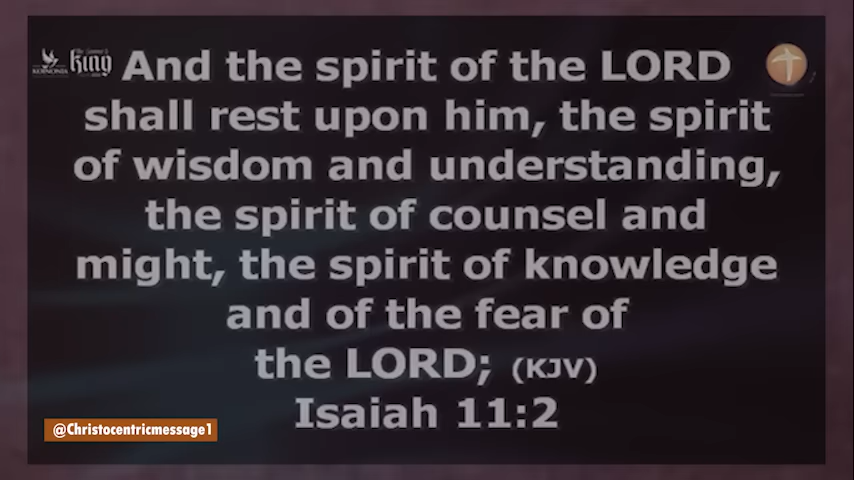 KOINONIA
King
And the spirit of the LORD
shall rest upon him, the spirit
of wisdom and understanding,
the spirit of counsel and
might, the spirit of knowledge
and of the fear of
the LORD; (KJV)
Isaiah 11:2
@Christocentricmessage1